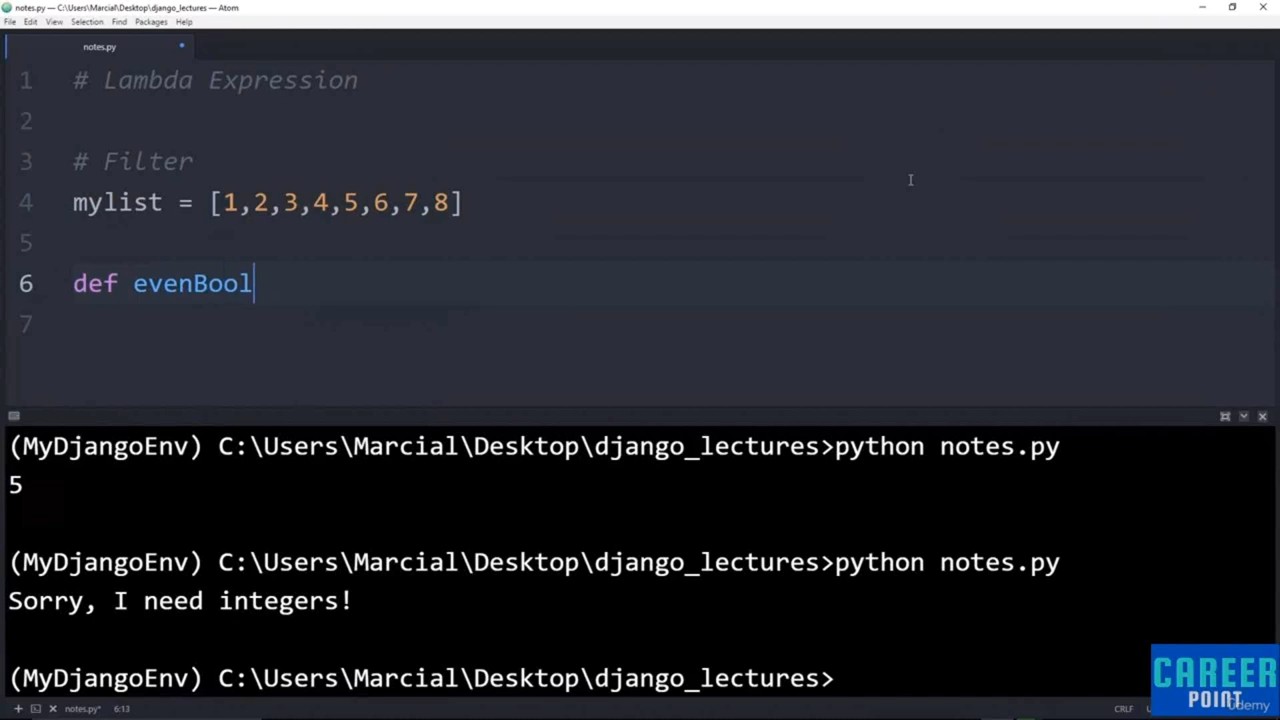 notes.py — C:\Users\Marcial\Desktop\django_lectures — Atom
File Edit View Selection Find Packages Help
notes.py
1 # Lambda Expression
2
3 # Filter
4 mylist = [1,2,3,4,5,6,7,8]
5
6 def evenBool
7
(MyDjangoEnv) C:\Users\Marcial\Desktop\django_lectures>python notes.py
5
(MyDjangoEnv) C:\Users\Marcial\Desktop\django_lectures>python notes.py
Sorry, I need integers!
(MyDjangoEnv) C:\Users\Marcial\Desktop\django_lectures>
CAREER
POINT
Udemy
notes.py* 6:13 CRLF